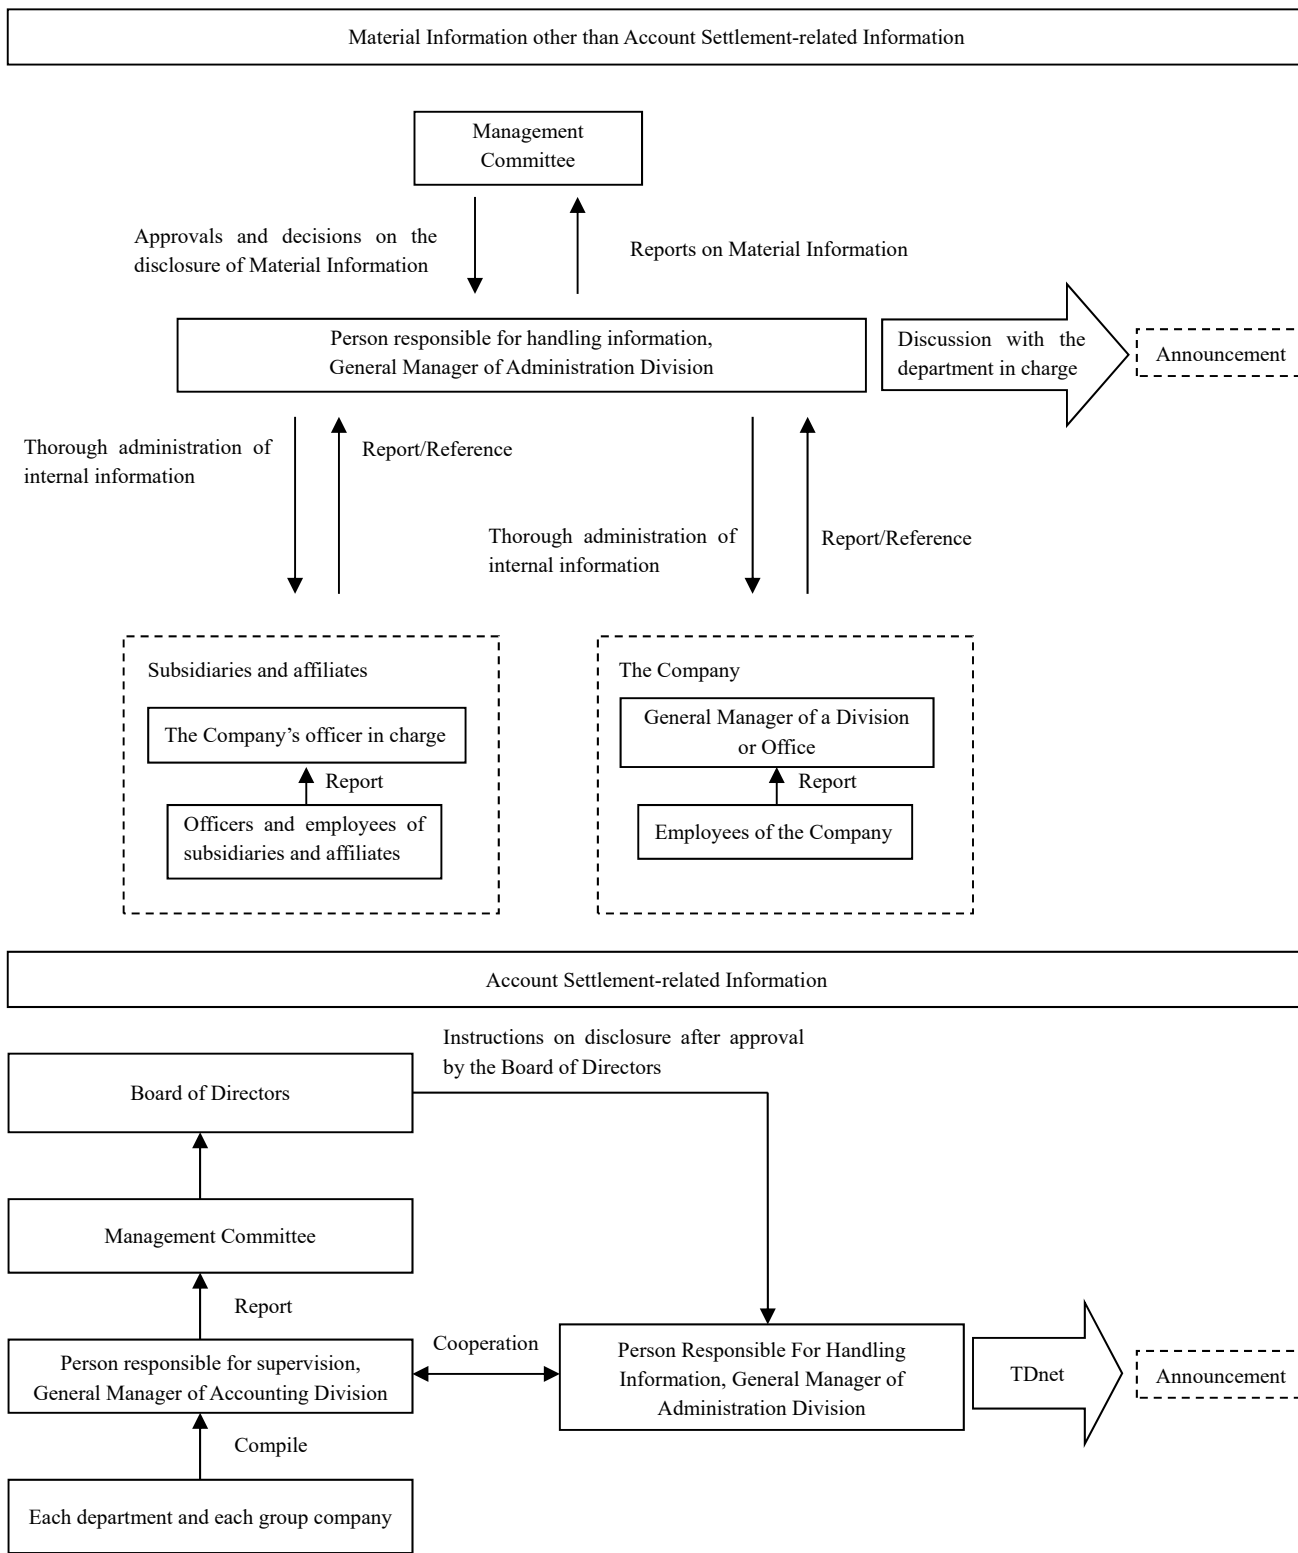 Material Information other than Account Settlement-related Information
Management
Committee
Approvals and decisions on the
disclosure of Material Information
Reports on Material Information
Person responsible for handling information,
General Manager of Administration Division
Discussion with the
department in charge
Announcement
Thorough administration of
internal information
Report/Reference
Thorough administration of
internal information
Report/Reference
Subsidiaries and affiliates
The Company’s officer in charge
Report
Officers and employees of
subsidiaries and affiliates
The Company
General Manager of a Division
or Office
Report
Employees of the Company
Account Settlement-related Information
Instructions on disclosure after approval
by the Board of Directors
Board of Directors
Management Committee
Report
Person responsible for supervision,
General Manager of Accounting Division
Cooperation
Person Responsible For Handling
Information, General Manager of
Administration Division
TDnet
Announcement
Compile
Each department and each group company